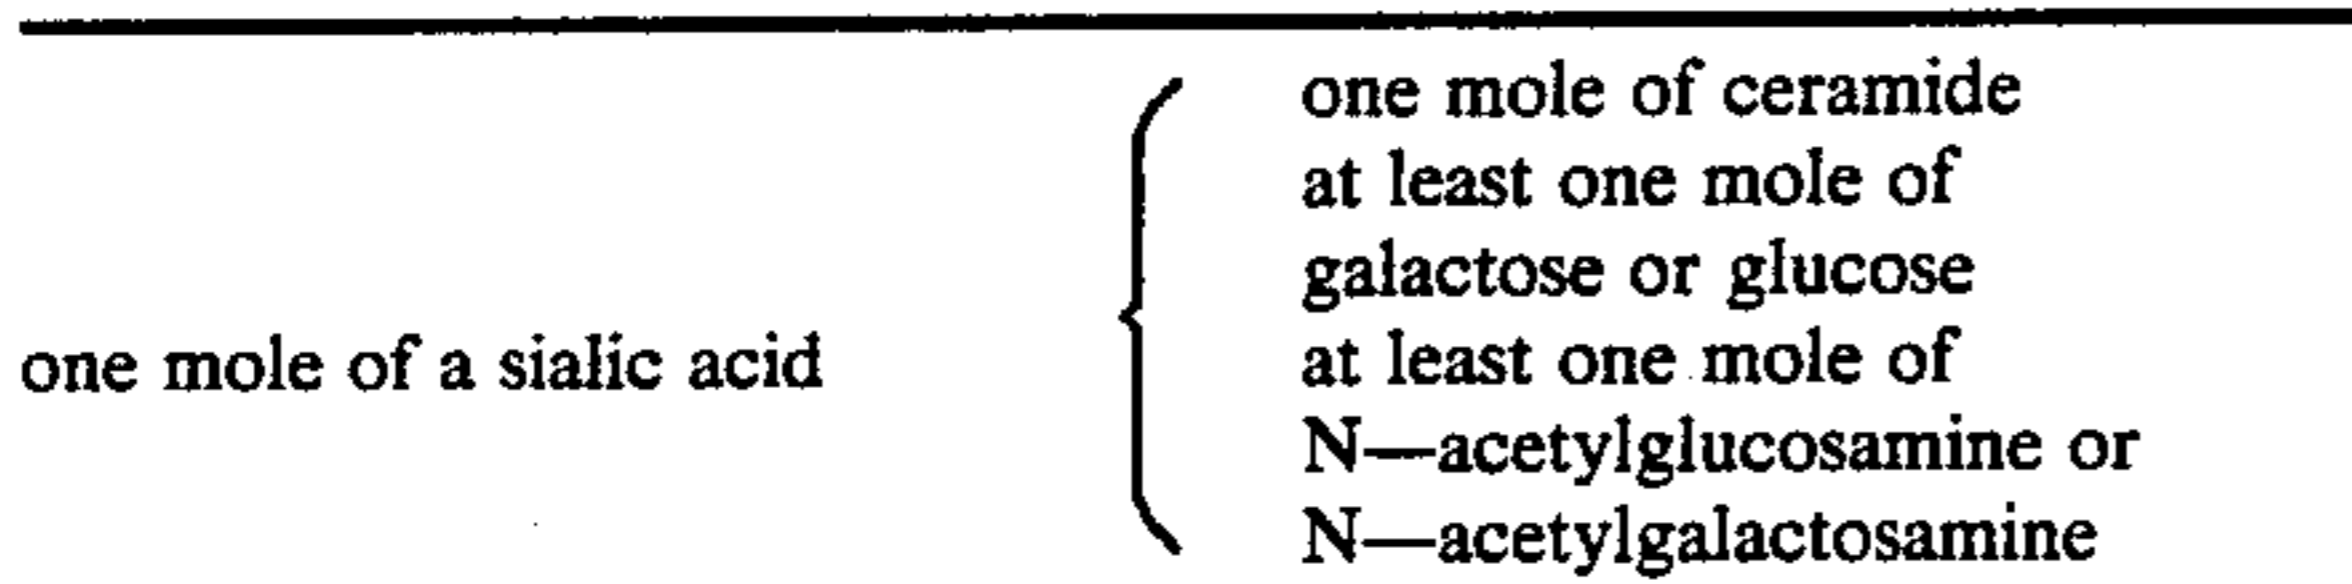 one mole of a sialic acid
one mole of ceramide
at least one mole of
galactose or glucose
at least one mole of
N—acetylglucosamine or
N—acetylgalactosamine